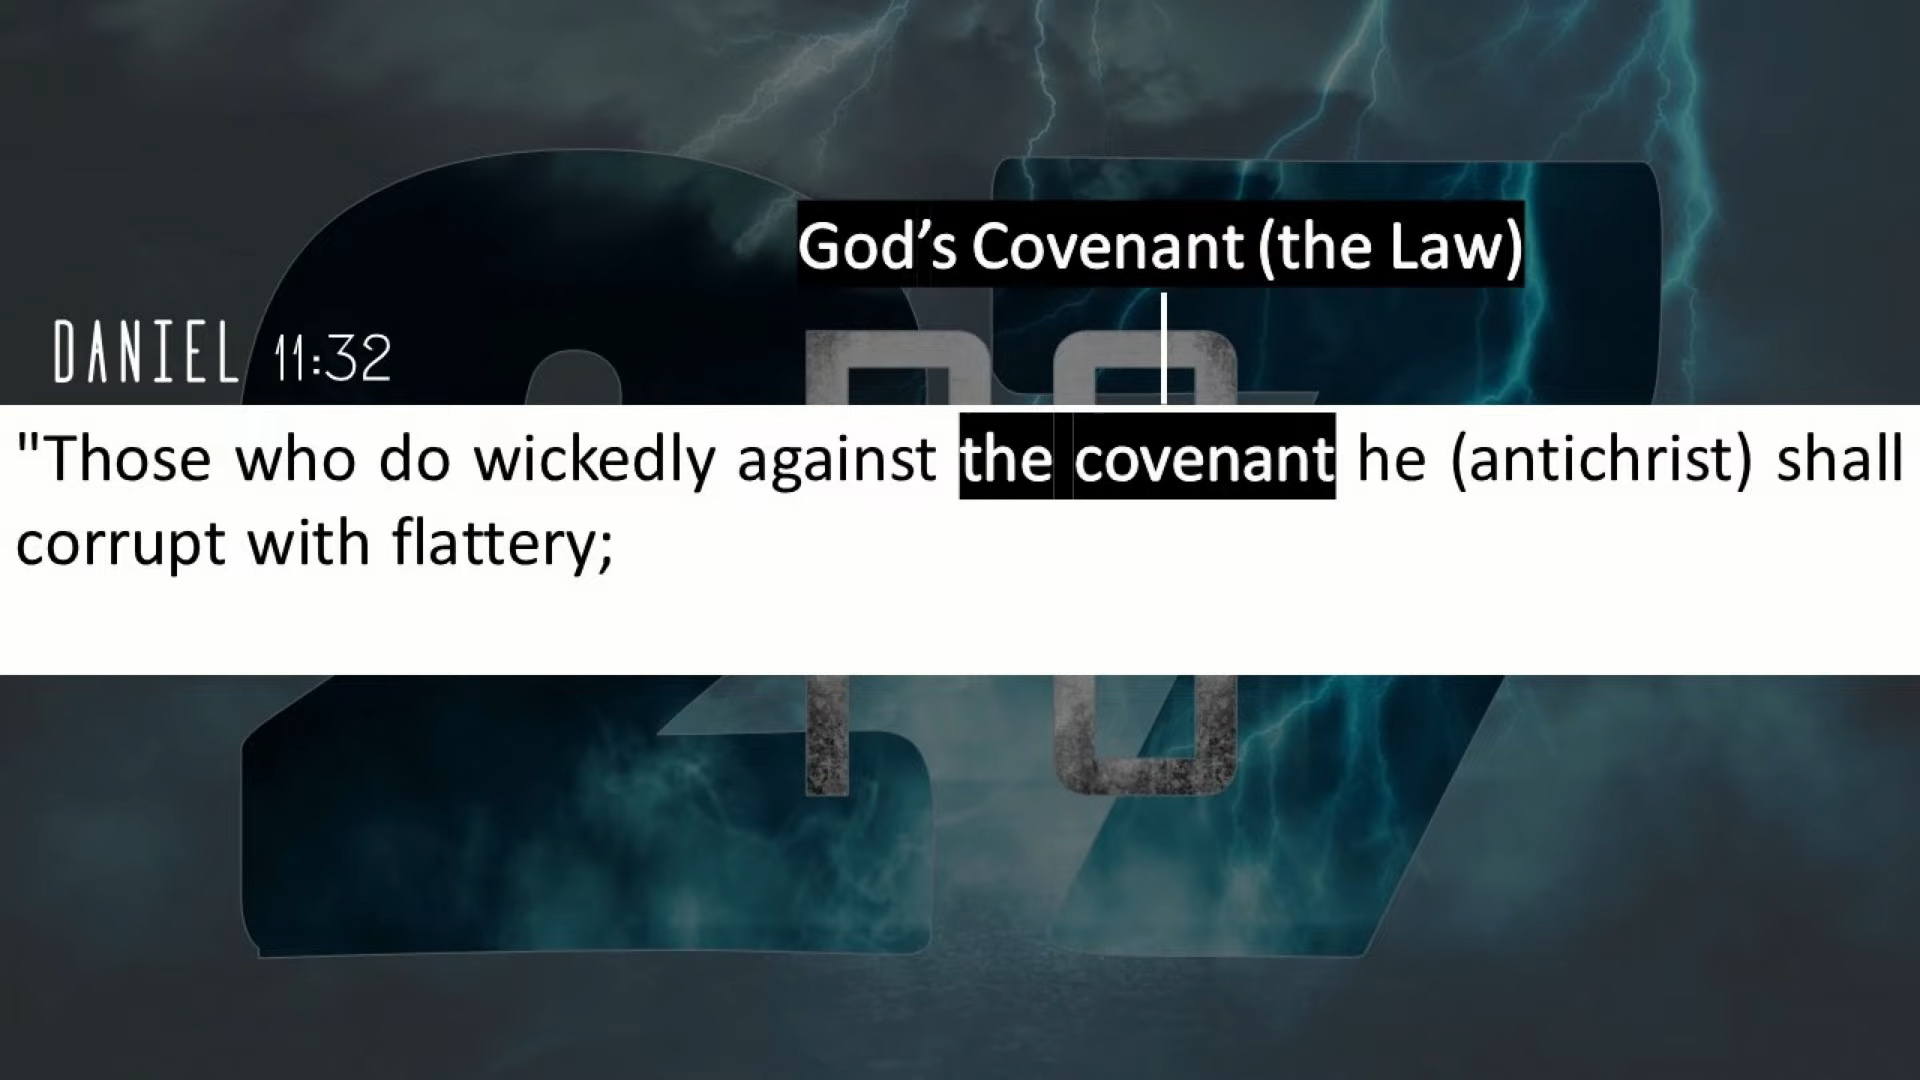 God’s Covenant (the Law)
DANIEL 11:32
"Those who do wickedly against the covenant he (antichrist) shall
corrupt with flattery;